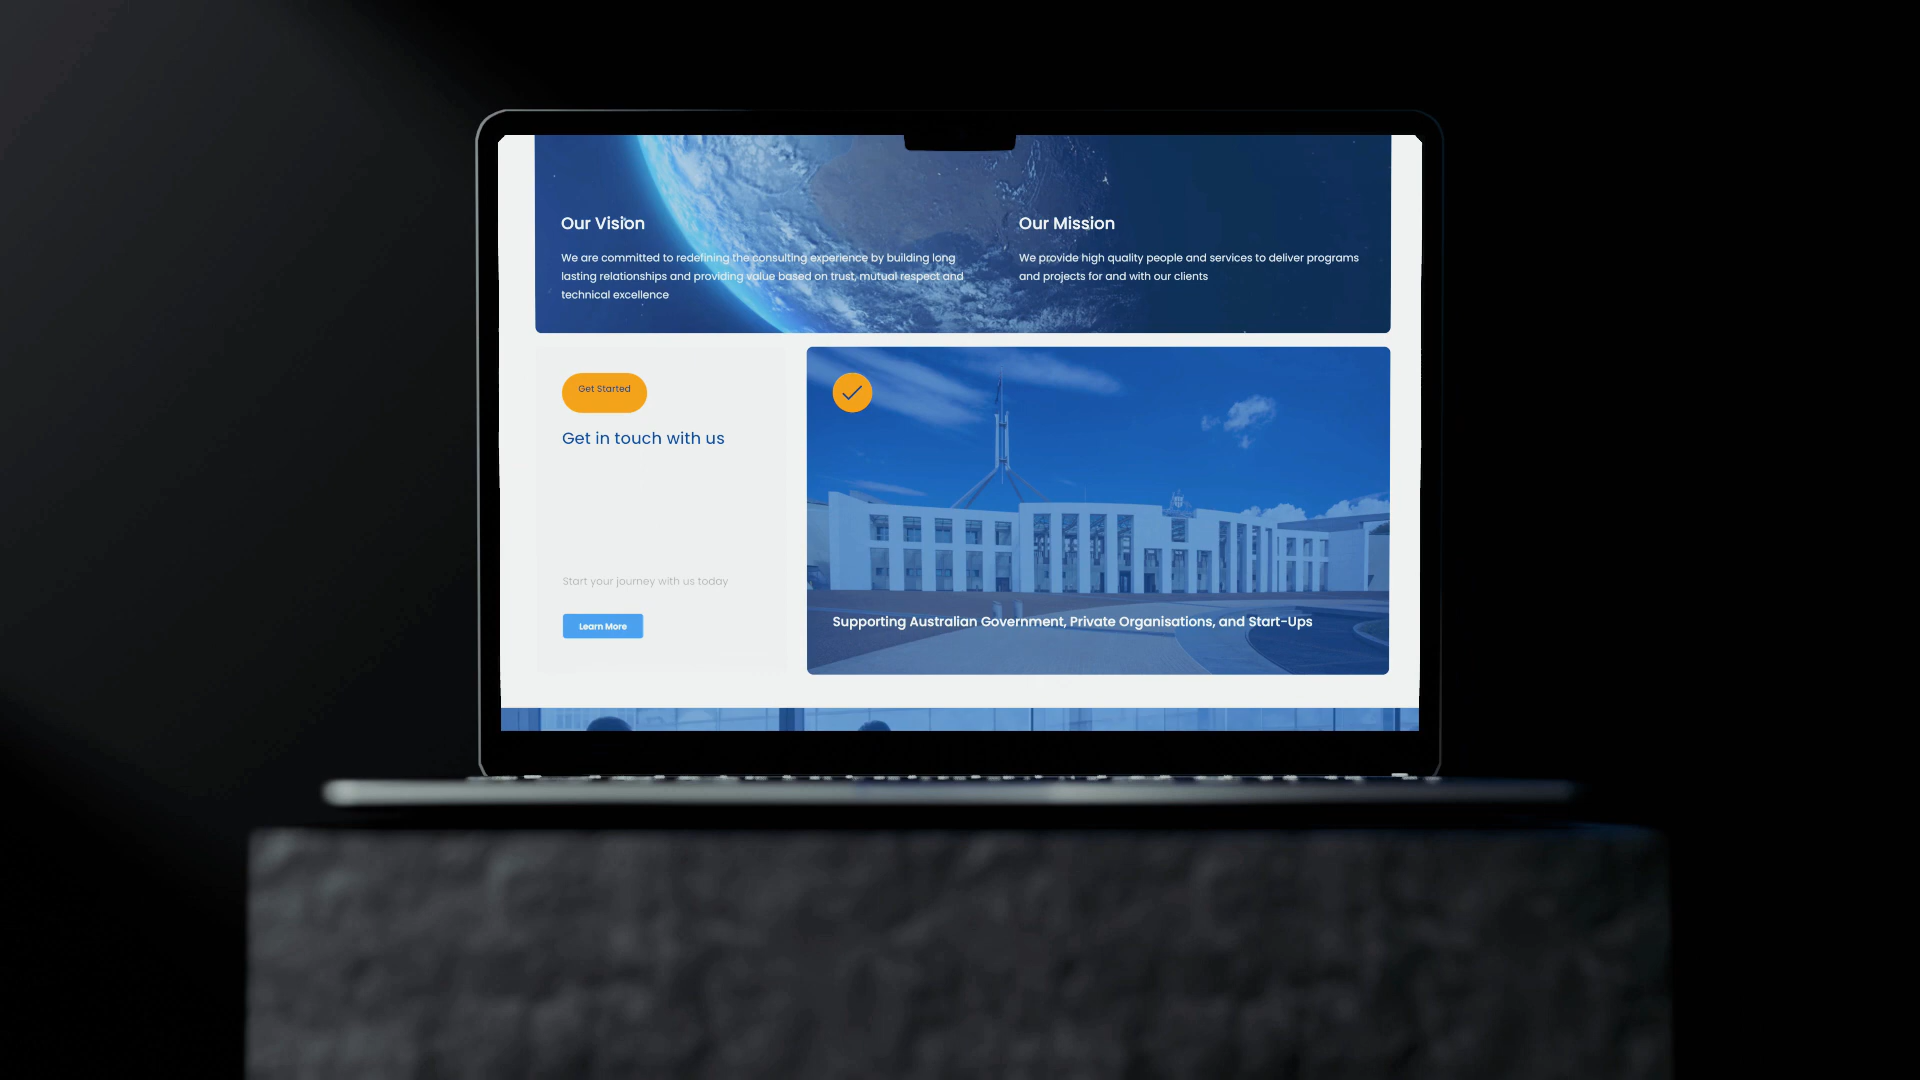 Our Vision
We are committed to redefining the consulting experience by building long
lasting relationships and providing value based on trust, mutual respect and
technical excellence
Our Mission
We provide high quality people and services to deliver programs
and projects for and with our clients
Get Started
Get in touch with us
Start your journey with us today
Learn More
Supporting Australian Government, Private Organisations, and Start-Ups